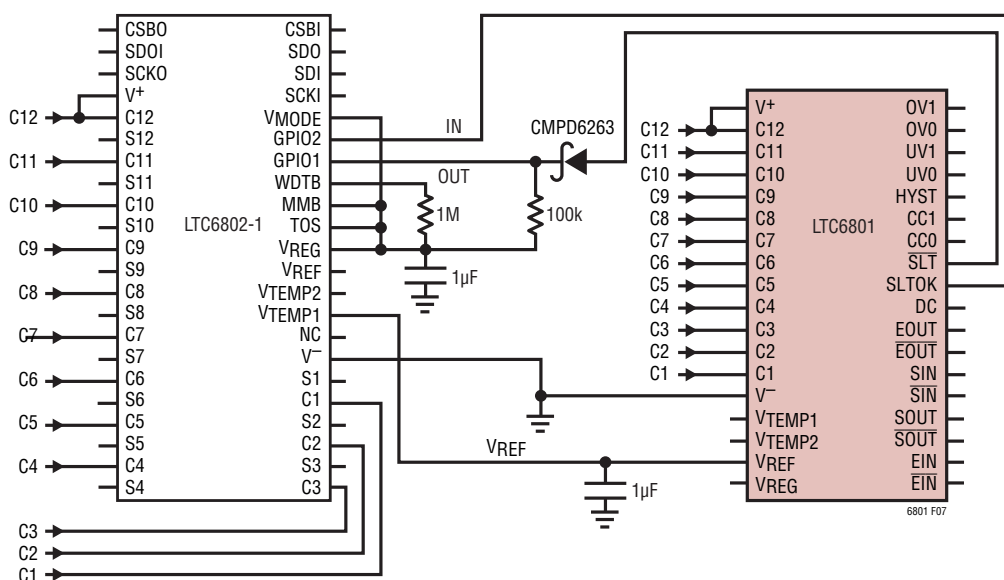 CSBO
SDOI
SCKO
V+
C12
S12
C11
S11
C10
S10
C9
S9
C8
S8
C7
S7
C6
S6
C5
S5
C4
S4
C12
C11
C10
C9
C8
C7
C6
C5
C4
C3
C2
C1
LTC6802-1
CSBI
SDO
SDI
SCKI
VMODE
GPIO2
GPIO1
WDTB
MMB
TOS
VREG
VREF
VTEMP2
VTEMP1
NC
V–
S1
C1
S2
C2
S3
C3
IN
OUT
1M
100k
1µF
CMPD6263
VREF
1µF
C12
C11
C10
C9
C8
C7
C6
C5
C4
C3
C2
C1
V+
C12
C11
C10
C9
C8
C7
C6
C5
C4
C3
C2
C1
V–
VTEMP1
VTEMP2
VREF
VREG
LTC6801
OV1
OV0
UV1
UV0
HYST
CC1
CC0
SLT
SLTOK
DC
EOUT
EOUT
SIN
SIN
SOUT
SOUT
EIN
EIN
6801 F07